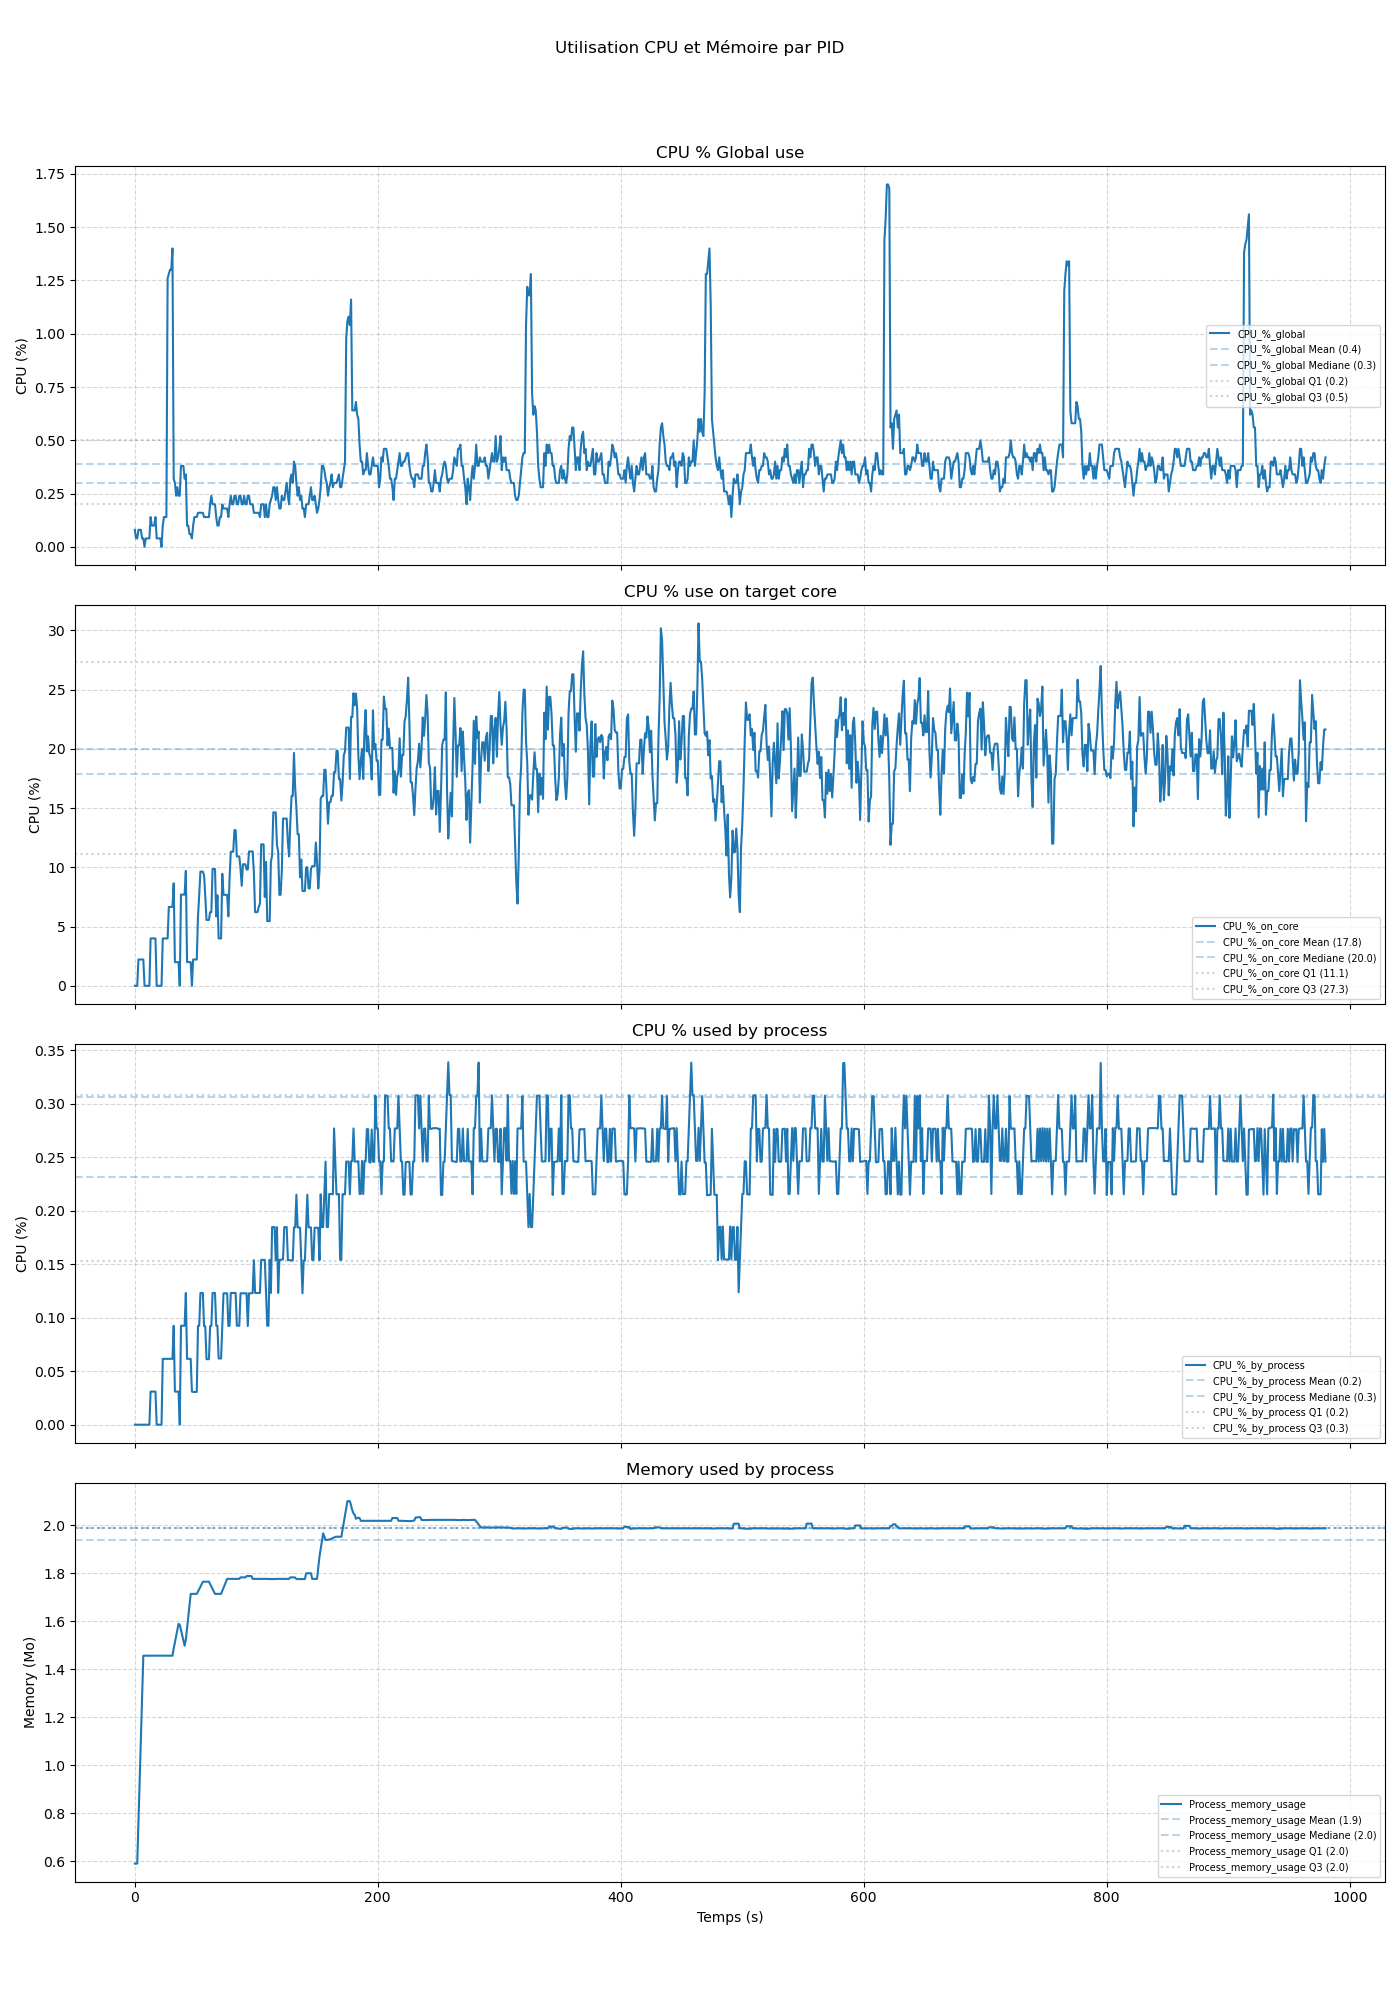 Utilisation CPU et Mémoire par PID
CPU % Global use
1.75
1.50
1.25
1.00
0.75
0.50
0.25
0.00
CPU (%)
CPU_%_global
CPU_%_global Mean (0.4)
CPU_%_global Mediane (0.3)
CPU_%_global Q1 (0.2)
CPU_%_global Q3 (0.5)
CPU % use on target core
30
25
20
15
10
5
0
CPU (%)
CPU_%_on_core
CPU_%_on_core Mean (17.8)
CPU_%_on_core Mediane (20.0)
CPU_%_on_core Q1 (11.1)
CPU_%_on_core Q3 (27.3)
CPU % used by process
0.35
0.30
0.25
0.20
0.15
0.10
0.05
0.00
CPU (%)
CPU_%_by_process
CPU_%_by_process Mean (0.2)
CPU_%_by_process Mediane (0.3)
CPU_%_by_process Q1 (0.2)
CPU_%_by_process Q3 (0.3)
Memory used by process
2.0
1.8
1.6
1.4
1.2
1.0
0.8
0.6
Memory (Mo)
Process_memory_usage
Process_memory_usage Mean (1.9)
Process_memory_usage Mediane (2.0)
Process_memory_usage Q1 (2.0)
Process_memory_usage Q3 (2.0)
0 200 400 600 800 1000
Temps (s)